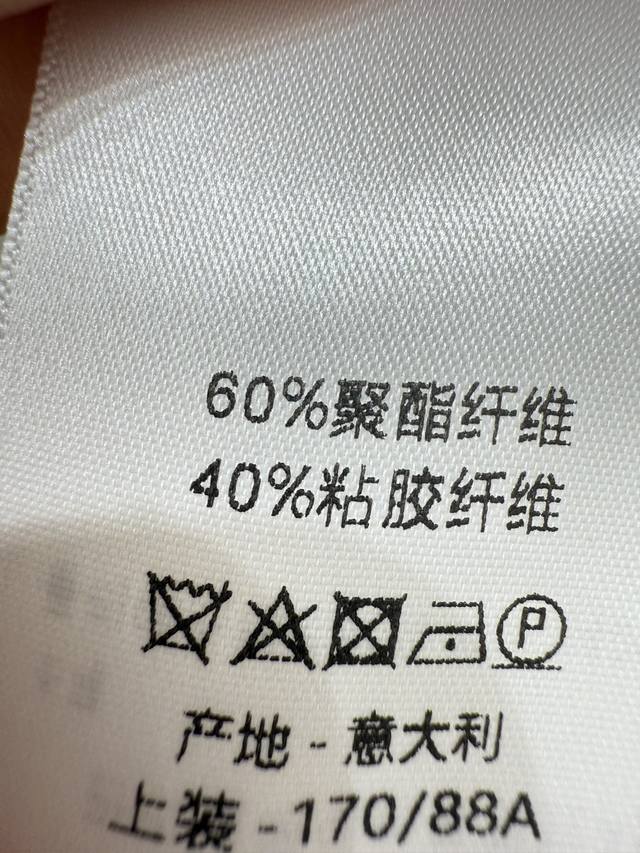 60%聚酯纤维
40%粘胶纤维
P
产地 - 意大利
上装 - 170/88A